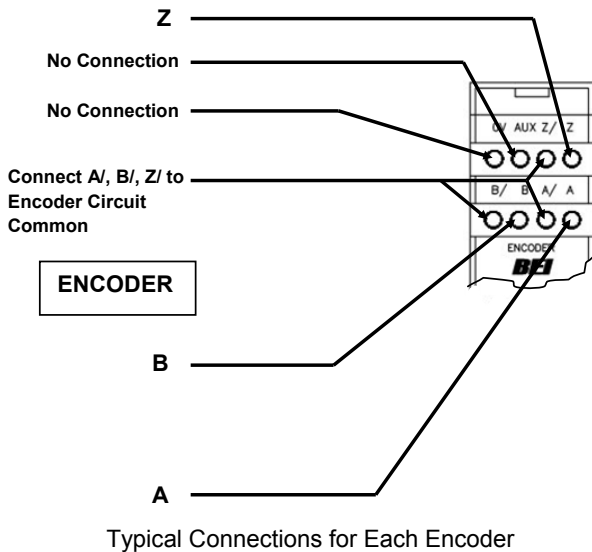 Z
No Connection
No Connection
0V AUX Z/ Z
Connect A/, B/, Z/ to
Encoder Circuit
Common
B/ B A/ A
ENCODER
BEI
ENCODER
B
A
Typical Connections for Each Encoder